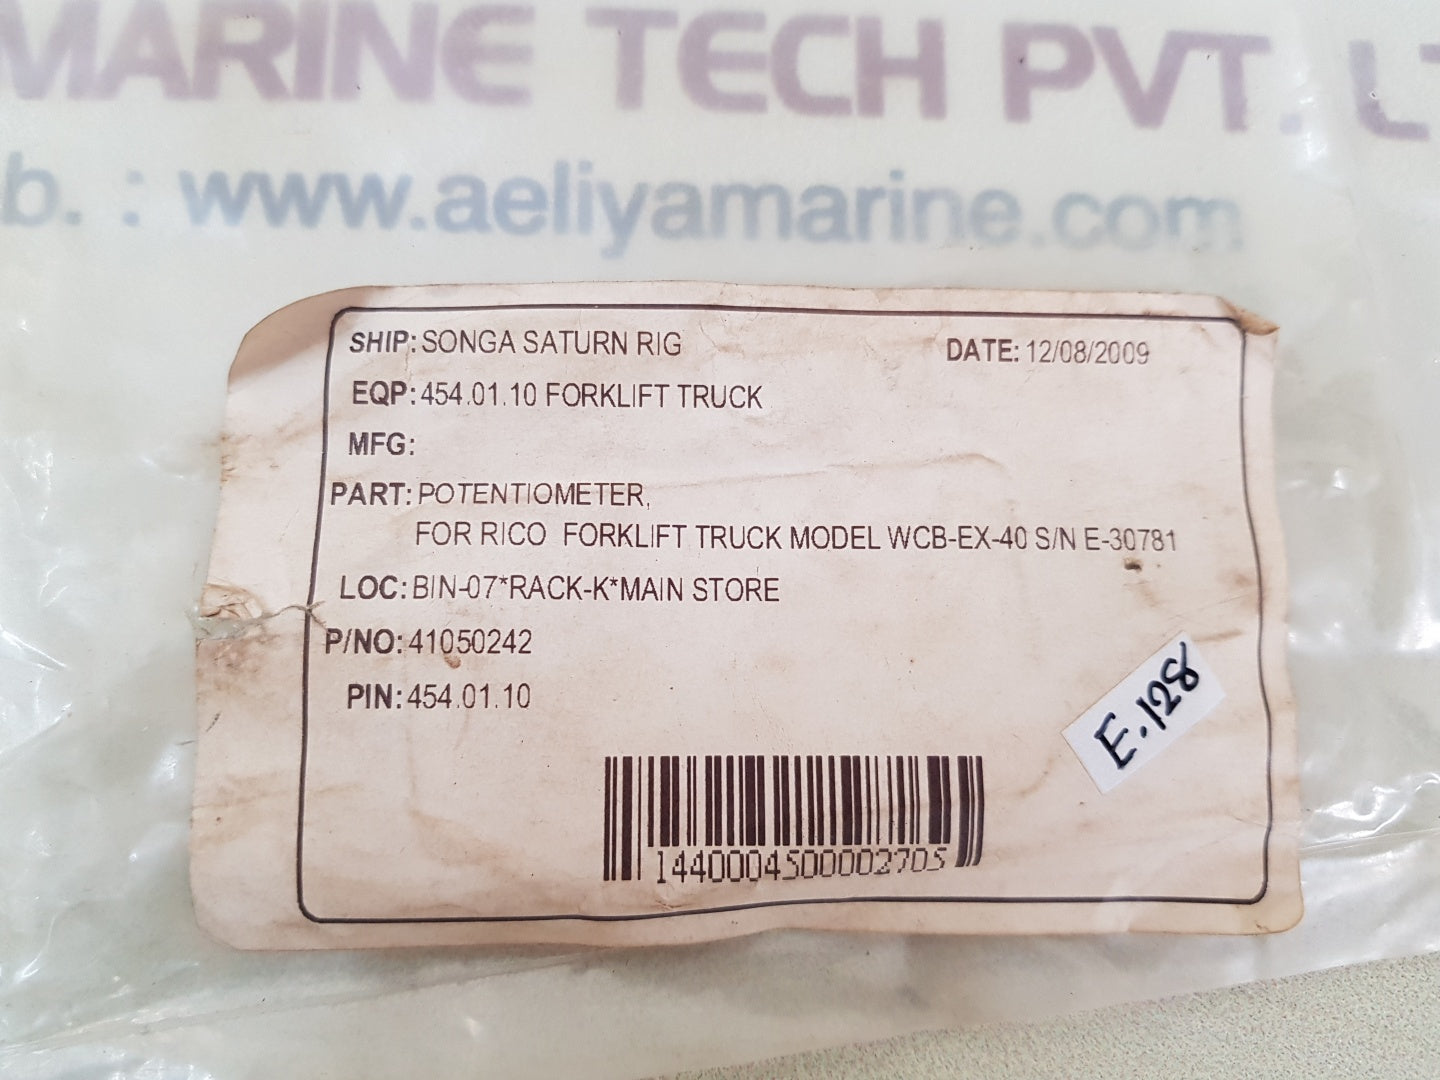 MARINE TECH PVT. LT
b. : www.aeliyamarine.com
SHIP: SONGA SATURN RIG
DATE: 12/08/2009
EQP: 454.01.10 FORKLIFT TRUCK
MFG:
PART: POTENTIOMETER,
FOR RICO FORKLIFT TRUCK MODEL WCB-EX-40 S/N E-30781
LOC: BIN-07*RACK-K*MAIN STORE
P/NO: 41050242
PIN: 454.01.10
E.128
14400045000002705